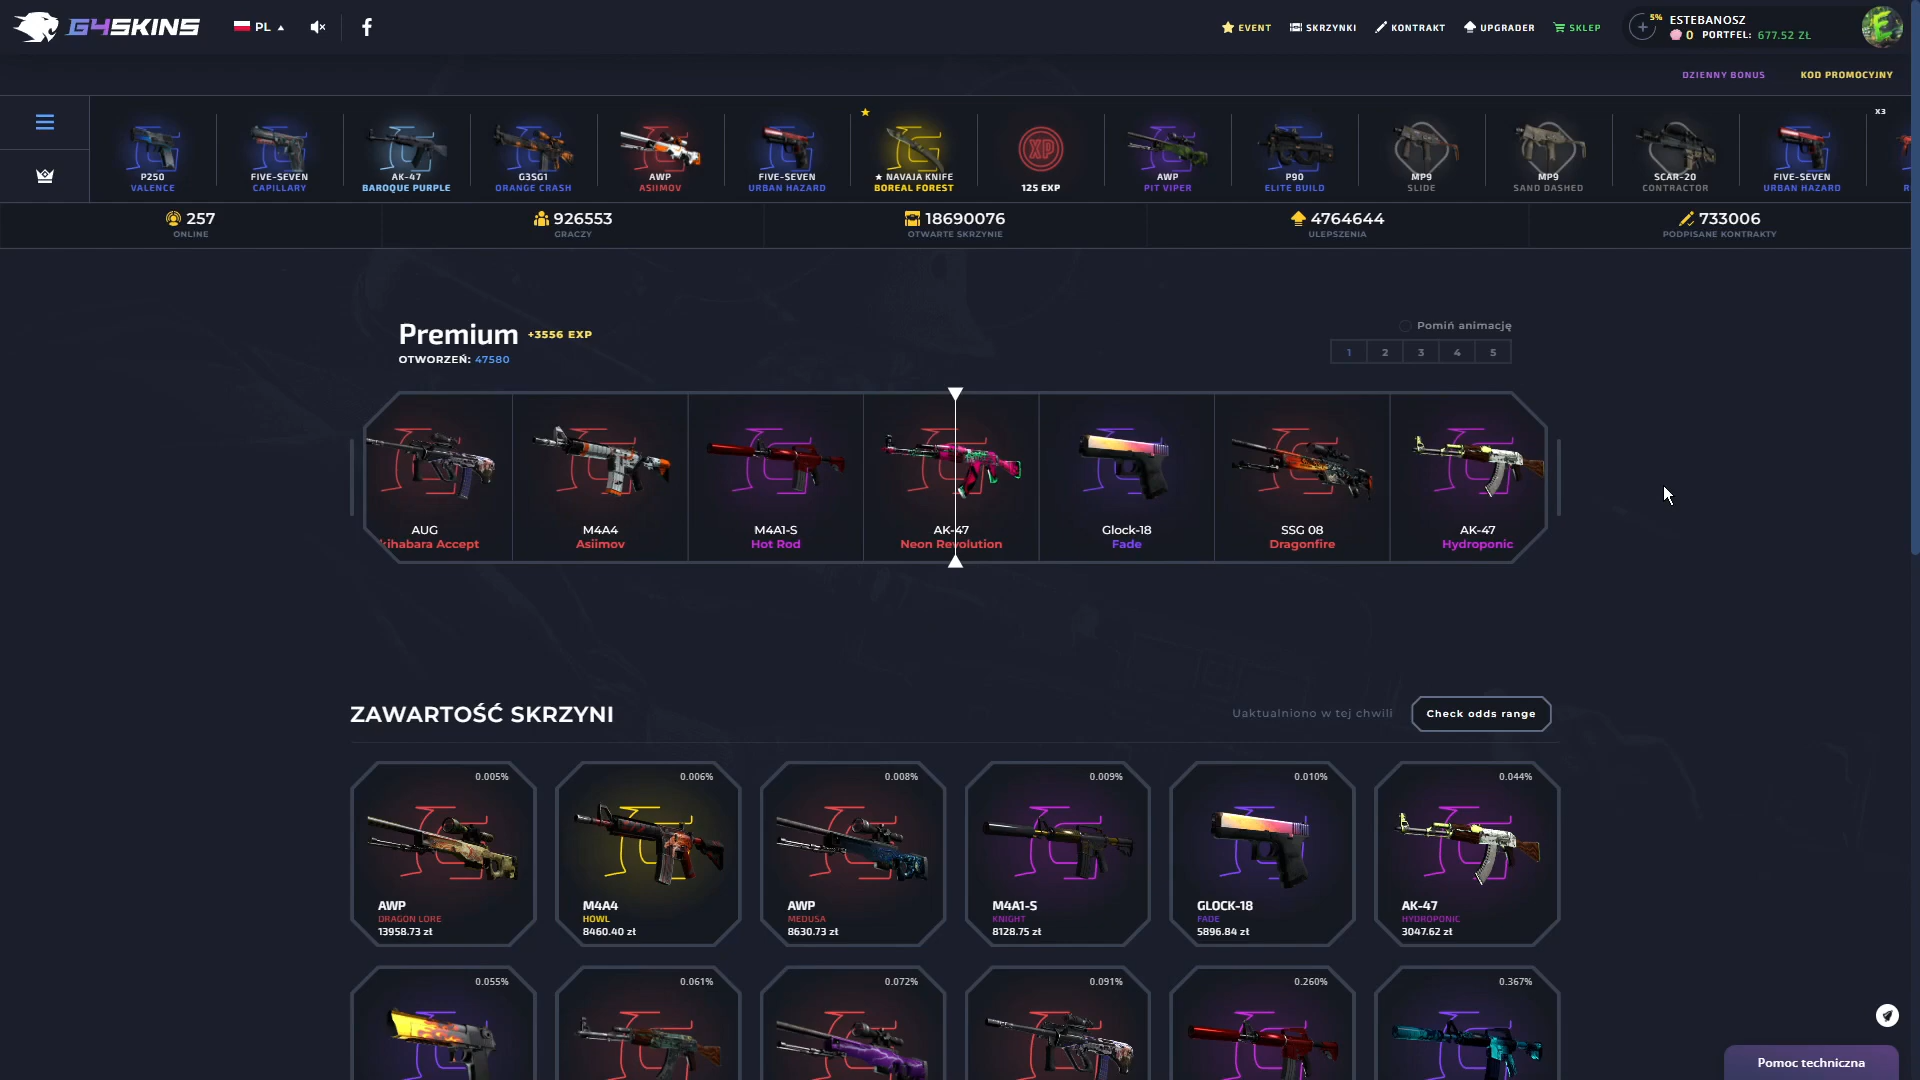 G4SKINS
PL
EVENT
SKRZYNKI
KONTRAKT
UPGRADER
SKLEP
5%
ESTEBANOSZ
0 PORTFEL: 677.52 ZŁ
DZIENNY BONUS
KOD PROMOCYJNY
P250
VALENCE
FIVE-SEVEN
CAPILLARY
AK-47
BAROQUE PURPLE
G3SG1
ORANGE CRASH
AWP
ASIIMOV
FIVE-SEVEN
URBAN HAZARD
★ NAVAJA KNIFE
BOREAL FOREST
XP
125 EXP
AWP
PIT VIPER
P90
ELITE BUILD
MP9
SLIDE
MP9
SAND DASHED
SCAR-20
CONTRACTOR
FIVE-SEVEN
URBAN HAZARD
X3
257
ONLINE
926553
GRACZY
18690076
OTWARTE SKRZYNIE
4764644
ULEPSZENIA
733006
PODPISANE KONTRAKTY
Premium +3556 EXP
OTWORZEŃ: 47580
Pomiń animację
1 2 3 4 5
AUG
kihabara Accept
M4A4
Asiimov
M4A1-S
Hot Rod
AK-47
Neon Revolution
Glock-18
Fade
SSG 08
Dragonfire
AK-47
Hydroponic
ZAWARTOŚĆ SKRZYNI
Uaktualniono w tej chwili
Check odds range
0.005%
AWP
DRAGON LORE
13958.73 zł
0.006%
M4A4
HOWL
8460.40 zł
0.008%
AWP
MEDUSA
8630.73 zł
0.009%
M4A1-S
KNIGHT
8128.75 zł
0.010%
GLOCK-18
FADE
5896.84 zł
0.044%
AK-47
HYDROPONIC
3047.62 zł
0.055%
0.061%
0.072%
0.091%
0.260%
0.367%
Pomoc techniczna